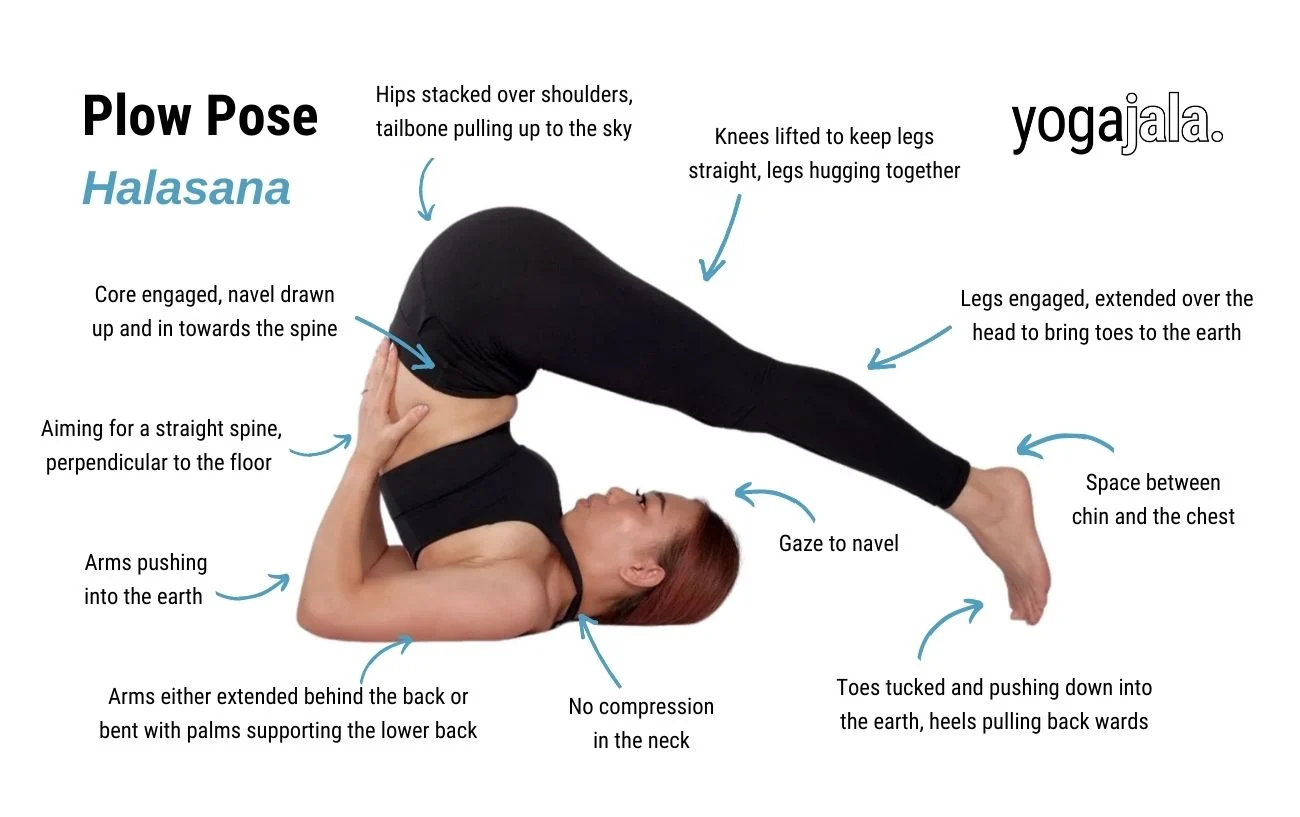 Plow Pose
Halasana
Hips stacked over shoulders,
tailbone pulling up to the sky
Knees lifted to keep legs
straight, legs hugging together
yogajala.
Core engaged, navel drawn
up and in towards the spine
Legs engaged, extended over the
head to bring toes to the earth
Aiming for a straight spine,
perpendicular to the floor
Space between
chin and the chest
Gaze to navel
Arms pushing
into the earth
Arms either extended behind the back or
bent with palms supporting the lower back
No compression
in the neck
Toes tucked and pushing down into
the earth, heels pulling back wards